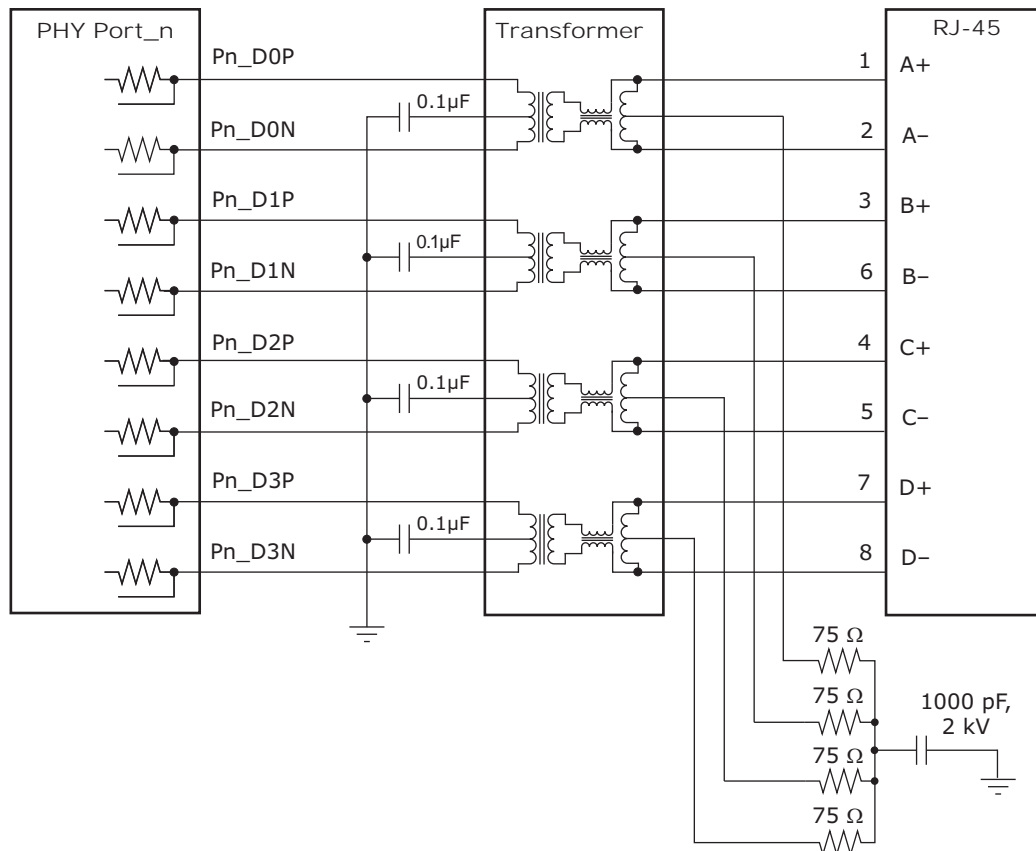 PHY Port_n
Transformer
RJ-45
Pn_D0P
1
A+
0.1µF
Pn_D0N
2
A–
Pn_D1P
3
B+
0.1µF
Pn_D1N
6
B–
Pn_D2P
4
C+
0.1µF
Pn_D2N
5
C–
Pn_D3P
7
D+
0.1µF
Pn_D3N
8
D–
75 Ω
75 Ω
1000 pF,
2 kV
75 Ω
75 Ω